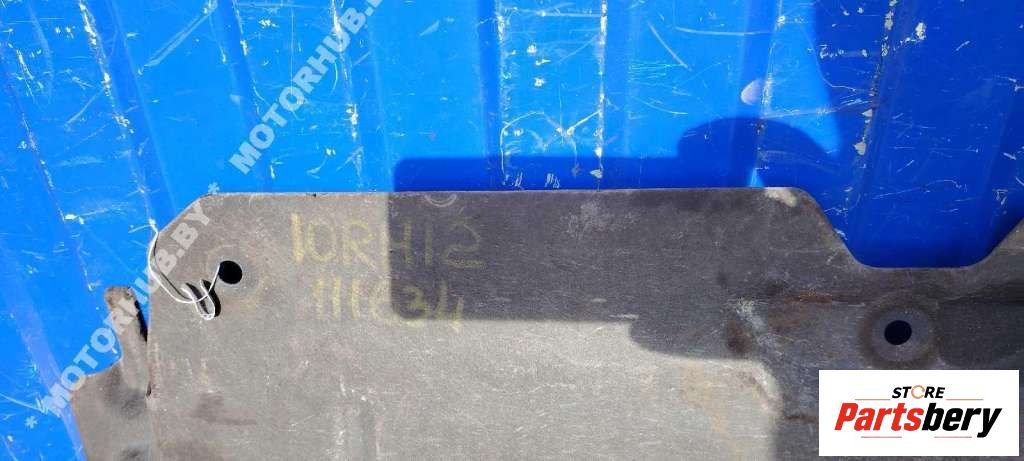 * MOTORHUB.BY * MOTORHUB.BY
10RH12
111634
STORE
Partsbery